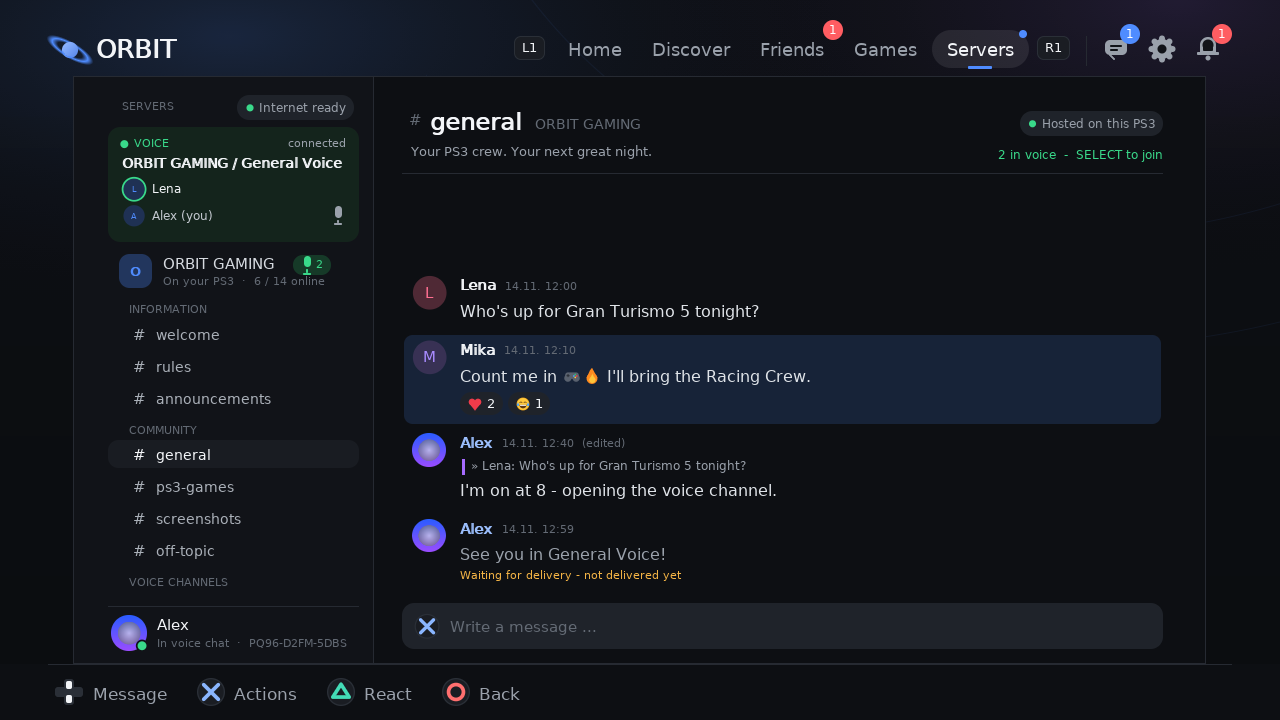 ORBIT
L1
Home
Discover
Friends
1
Games
Servers
R1
1
1
SERVERS
Internet ready
VOICE
connected
ORBIT GAMING / General Voice
L
Lena
A
Alex (you)
O
ORBIT GAMING
2
On your PS3 · 6 / 14 online
INFORMATION
# welcome
# rules
# announcements
COMMUNITY
# general
# ps3-games
# screenshots
# off-topic
VOICE CHANNELS
Alex
In voice chat · PQ96-D2FM-5DBS
# general ORBIT GAMING
Hosted on this PS3
Your PS3 crew. Your next great night.
2 in voice - SELECT to join
L
Lena 14.11. 12:00
Who's up for Gran Turismo 5 tonight?
M
Mika 14.11. 12:10
Count me in 🎮🔥 I'll bring the Racing Crew.
❤️ 2 😄 1
Alex 14.11. 12:40 (edited)
» Lena: Who's up for Gran Turismo 5 tonight?
I'm on at 8 - opening the voice channel.
Alex 14.11. 12:59
See you in General Voice!
Waiting for delivery - not delivered yet
Write a message ...
Message
Actions
React
Back